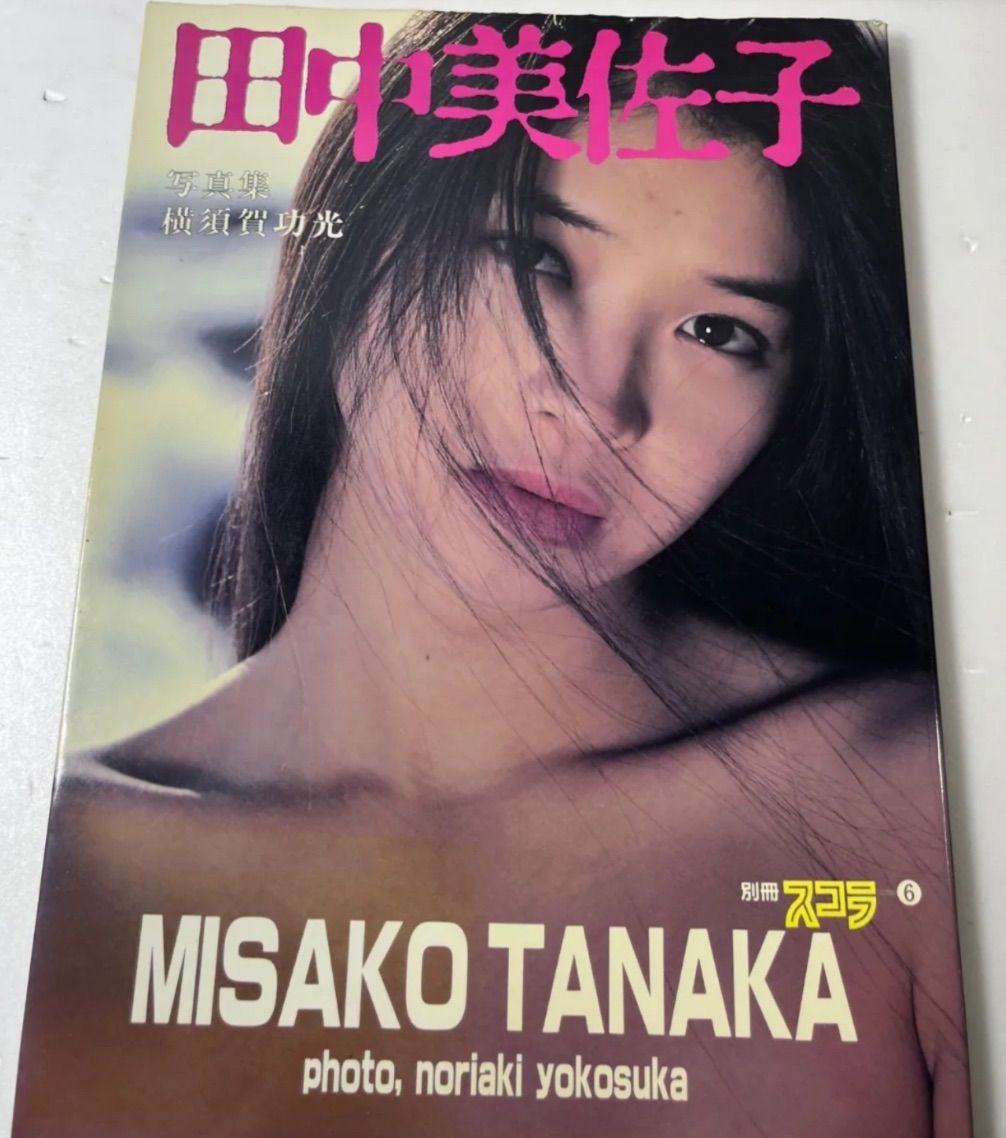 田中美佐子
写真集
横須賀功光
別冊スコラ 6
MISAKO TANAKA
photo, noriaki yokosuka